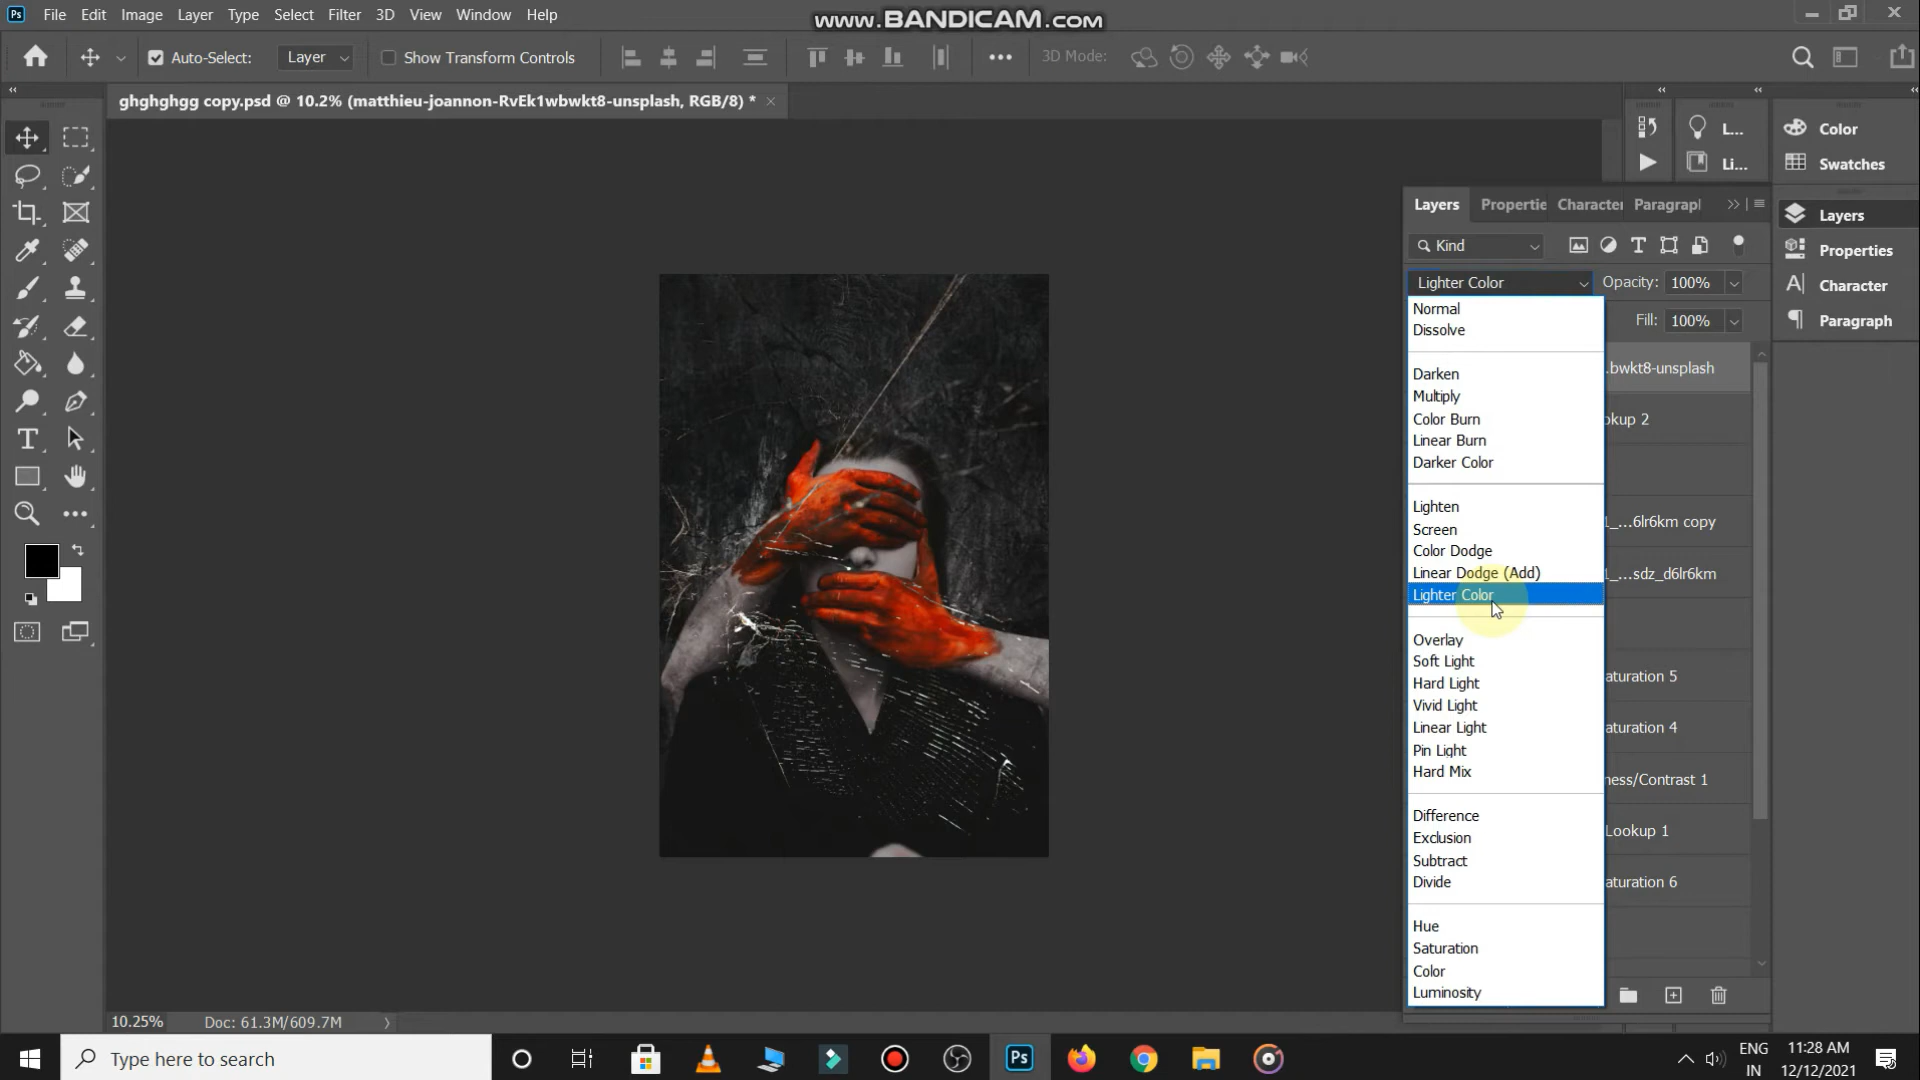 Ps File Edit Image Layer Type Select Filter 3D View Window Help
www.BANDICAM.com
Auto-Select: Layer Show Transform Controls 3D Mode:
ghghghgg copy.psd @ 10.2% (matthieu-joannon-RvEk1wbwkt8-unsplash, RGB/8) *
L...
Li...
Color
Swatches
Layers
Properties
Character
Paragraph
Layers Propertie Character Paragrapl
Kind
Lighter Color Opacity: 100%
Fill: 100%
Normal
Dissolve
Darken
Multiply
Color Burn
Linear Burn
Darker Color
Lighten
Screen
Color Dodge
Linear Dodge (Add)
Lighter Color
Overlay
Soft Light
Hard Light
Vivid Light
Linear Light
Pin Light
Hard Mix
Difference
Exclusion
Subtract
Divide
Hue
Saturation
Color
Luminosity
.bwkt8-unsplash
okup 2
1_...6lr6km copy
1_...sdz_d6lr6km
aturation 5
aturation 4
ness/Contrast 1
Lookup 1
aturation 6
10.25% Doc: 61.3M/609.7M
Type here to search
Ps
ENG
IN
11:28 AM
12/12/2021